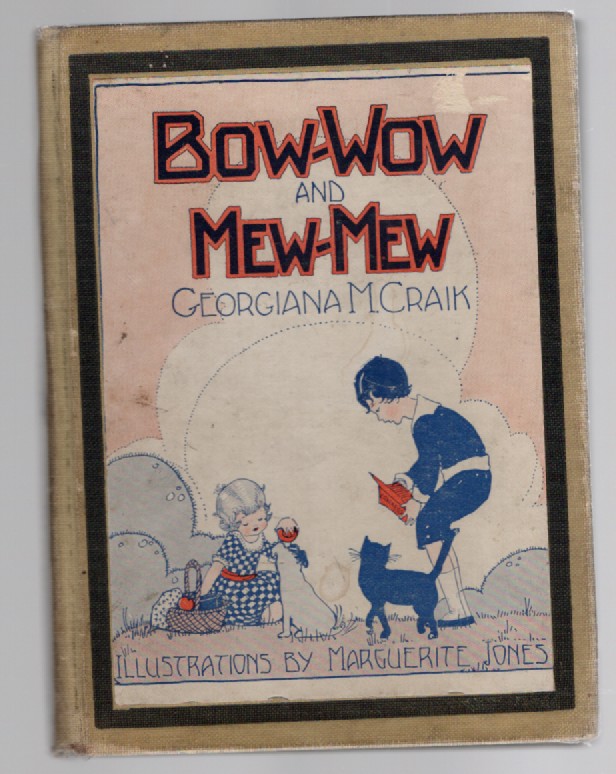 BOW-WOW
AND
MEW-MEW
GEORGIANA M. CRAIK
ILLUSTRATIONS BY MARGUERITE JONES